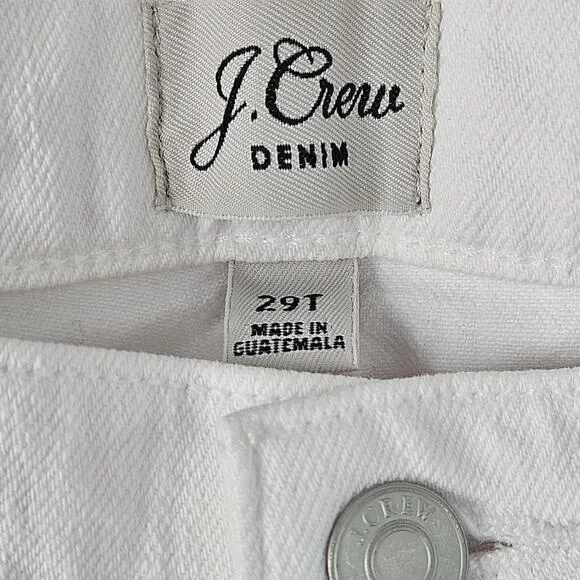 J.Crew
DENIM
29T
MADE IN
GUATEMALA
J.CREW